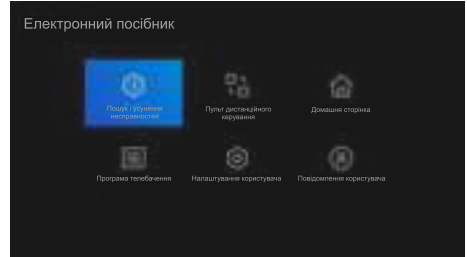 Електронний посібник
Пошук і усунення
несправностей
Пульт дистанційного
керування
Домашня сторінка
Програма телебачення
Налаштування користувача
Повідомлення користувача